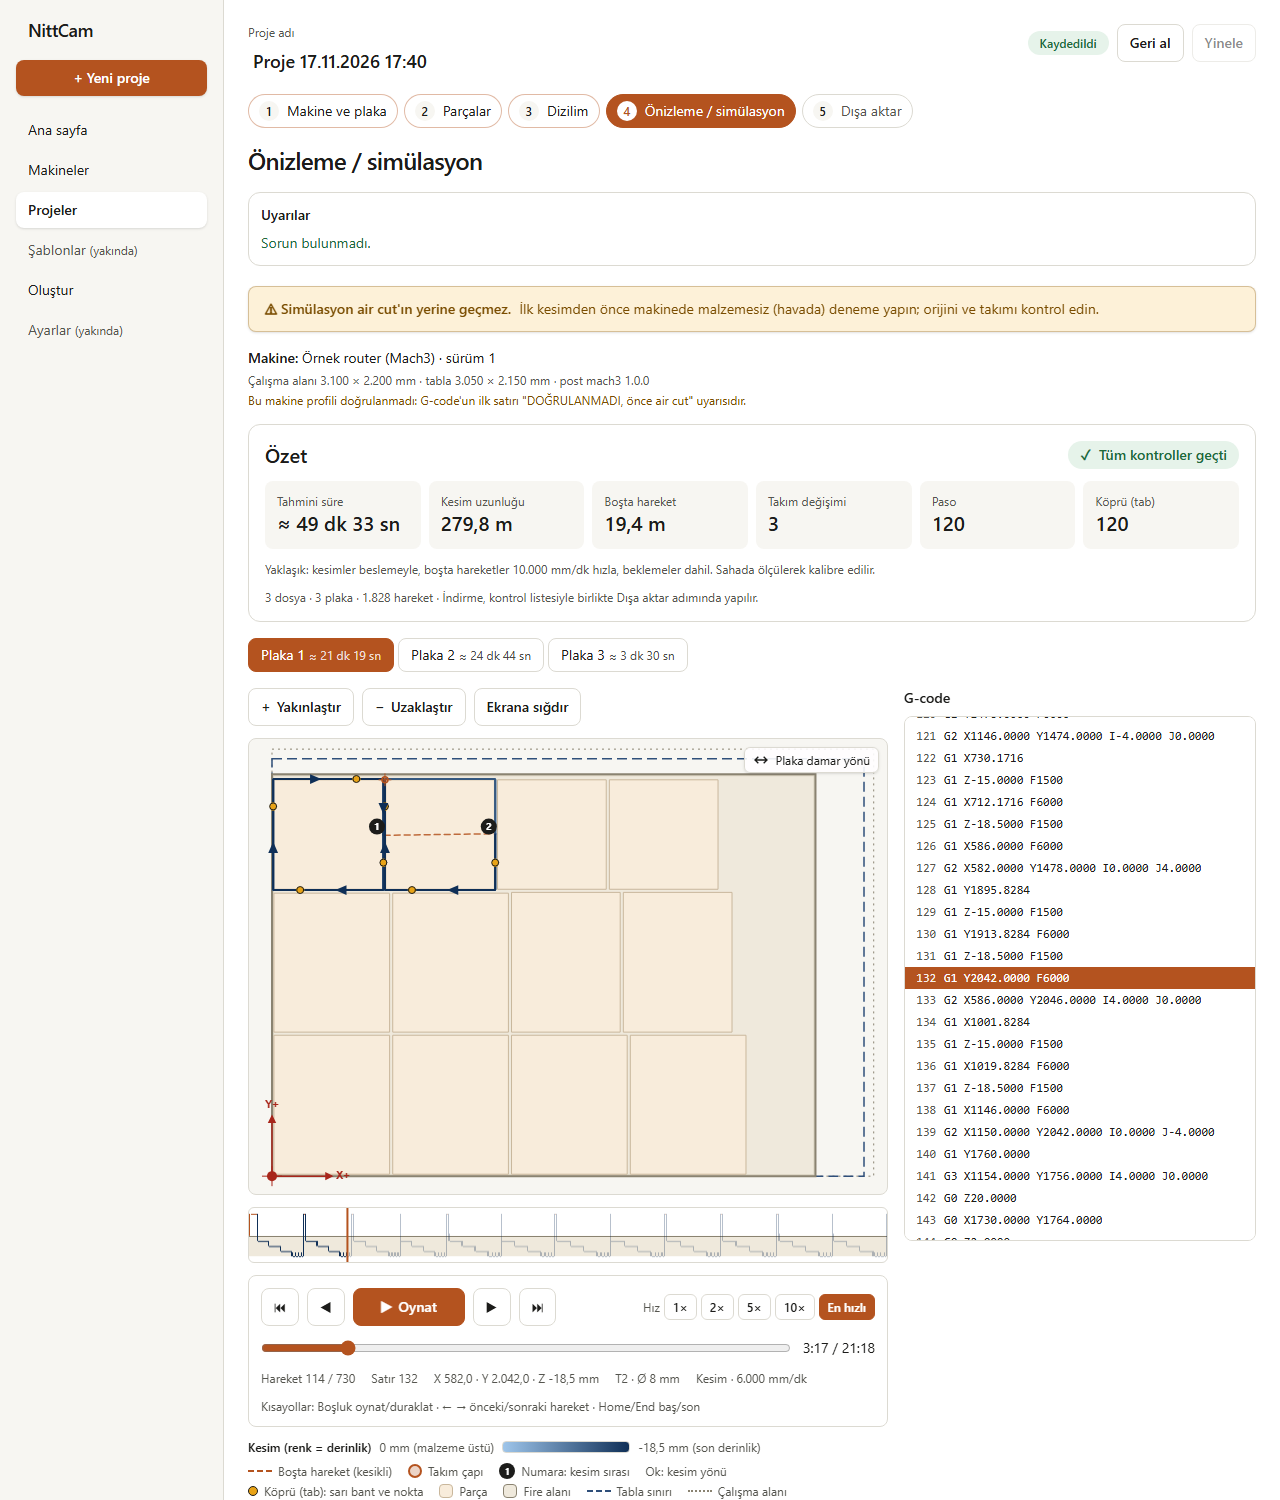 NittCam
+ Yeni proje
Ana sayfa
Makineler
Projeler
Şablonlar (yakında)
Oluştur
Ayarlar (yakında)
Proje adı
Proje 17.11.2026 17:40
Kaydedildi
Geri al
Yinele
1 Makine ve plaka
2 Parçalar
3 Dizilim
4 Önizleme / simülasyon
5 Dışa aktar
Önizleme / simülasyon
Uyarılar
Sorun bulunmadı.
⚠ Simülasyon air cut'ın yerine geçmez. İlk kesimden önce makinede malzemesiz (havada) deneme yapın; orijini ve takımı kontrol edin.
Makine: Örnek router (Mach3) · sürüm 1
Çalışma alanı 3.100 × 2.200 mm · tabla 3.050 × 2.150 mm · post mach3 1.0.0
Bu makine profili doğrulanmadı: G-code'un ilk satırı "DOĞRULANMADI, önce air cut" uyarısıdır.
Özet
✓ Tüm kontroller geçti
Tahmini süre
≈ 49 dk 33 sn
Kesim uzunluğu
279,8 m
Boşta hareket
19,4 m
Takım değişimi
3
Paso
120
Köprü (tab)
120
Yaklaşık: kesimler beslemeyle, boşta hareketler 10.000 mm/dk hızla, beklemeler dahil. Sahada ölçülerek kalibre edilir.
3 dosya · 3 plaka · 1.828 hareket · İndirme, kontrol listesiyle birlikte Dışa aktar adımında yapılır.
Plaka 1 ≈ 21 dk 19 sn
Plaka 2 ≈ 24 dk 44 sn
Plaka 3 ≈ 3 dk 30 sn
+ Yakınlaştır
− Uzaklaştır
Ekrana sığdır
↔ Plaka damar yönü
1
2
Y+
X+
G-code
121 G2 X1146.0000 Y1474.0000 I-4.0000 J0.0000
122 G1 X730.1716
123 G1 Z-15.0000 F1500
124 G1 X712.1716 F6000
125 G1 Z-18.5000 F1500
126 G1 X586.0000 F6000
127 G2 X582.0000 Y1478.0000 I0.0000 J4.0000
128 G1 Y1895.8284
129 G1 Z-15.0000 F1500
130 G1 Y1913.8284 F6000
131 G1 Z-18.5000 F1500
132 G1 Y2042.0000 F6000
133 G2 X586.0000 Y2046.0000 I4.0000 J0.0000
134 G1 X1001.8284
135 G1 Z-15.0000 F1500
136 G1 X1019.8284 F6000
137 G1 Z-18.5000 F1500
138 G1 X1146.0000 F6000
139 G2 X1150.0000 Y2042.0000 I0.0000 J-4.0000
140 G1 Y1760.0000
141 G3 X1154.0000 Y1756.0000 I4.0000 J0.0000
142 G0 Z20.0000
143 G0 X1730.0000 Y1764.0000
▶ Oynat
Hız
1×
2×
5×
10×
En hızlı
3:17 / 21:18
Hareket 114 / 730 Satır 132 X 582,0 · Y 2.042,0 · Z -18,5 mm T2 · Ø 8 mm Kesim · 6.000 mm/dk
Kısayollar: Boşluk oynat/duraklat · ← → önceki/sonraki hareket · Home/End baş/son
Kesim (renk = derinlik) 0 mm (malzeme üstü) -18,5 mm (son derinlik)
Boşta hareket (kesikli) Takım çapı 1 Numara: kesim sırası Ok: kesim yönü
Köprü (tab): sarı bant ve nokta Parça Fire alanı Tabla sınırı Çalışma alanı